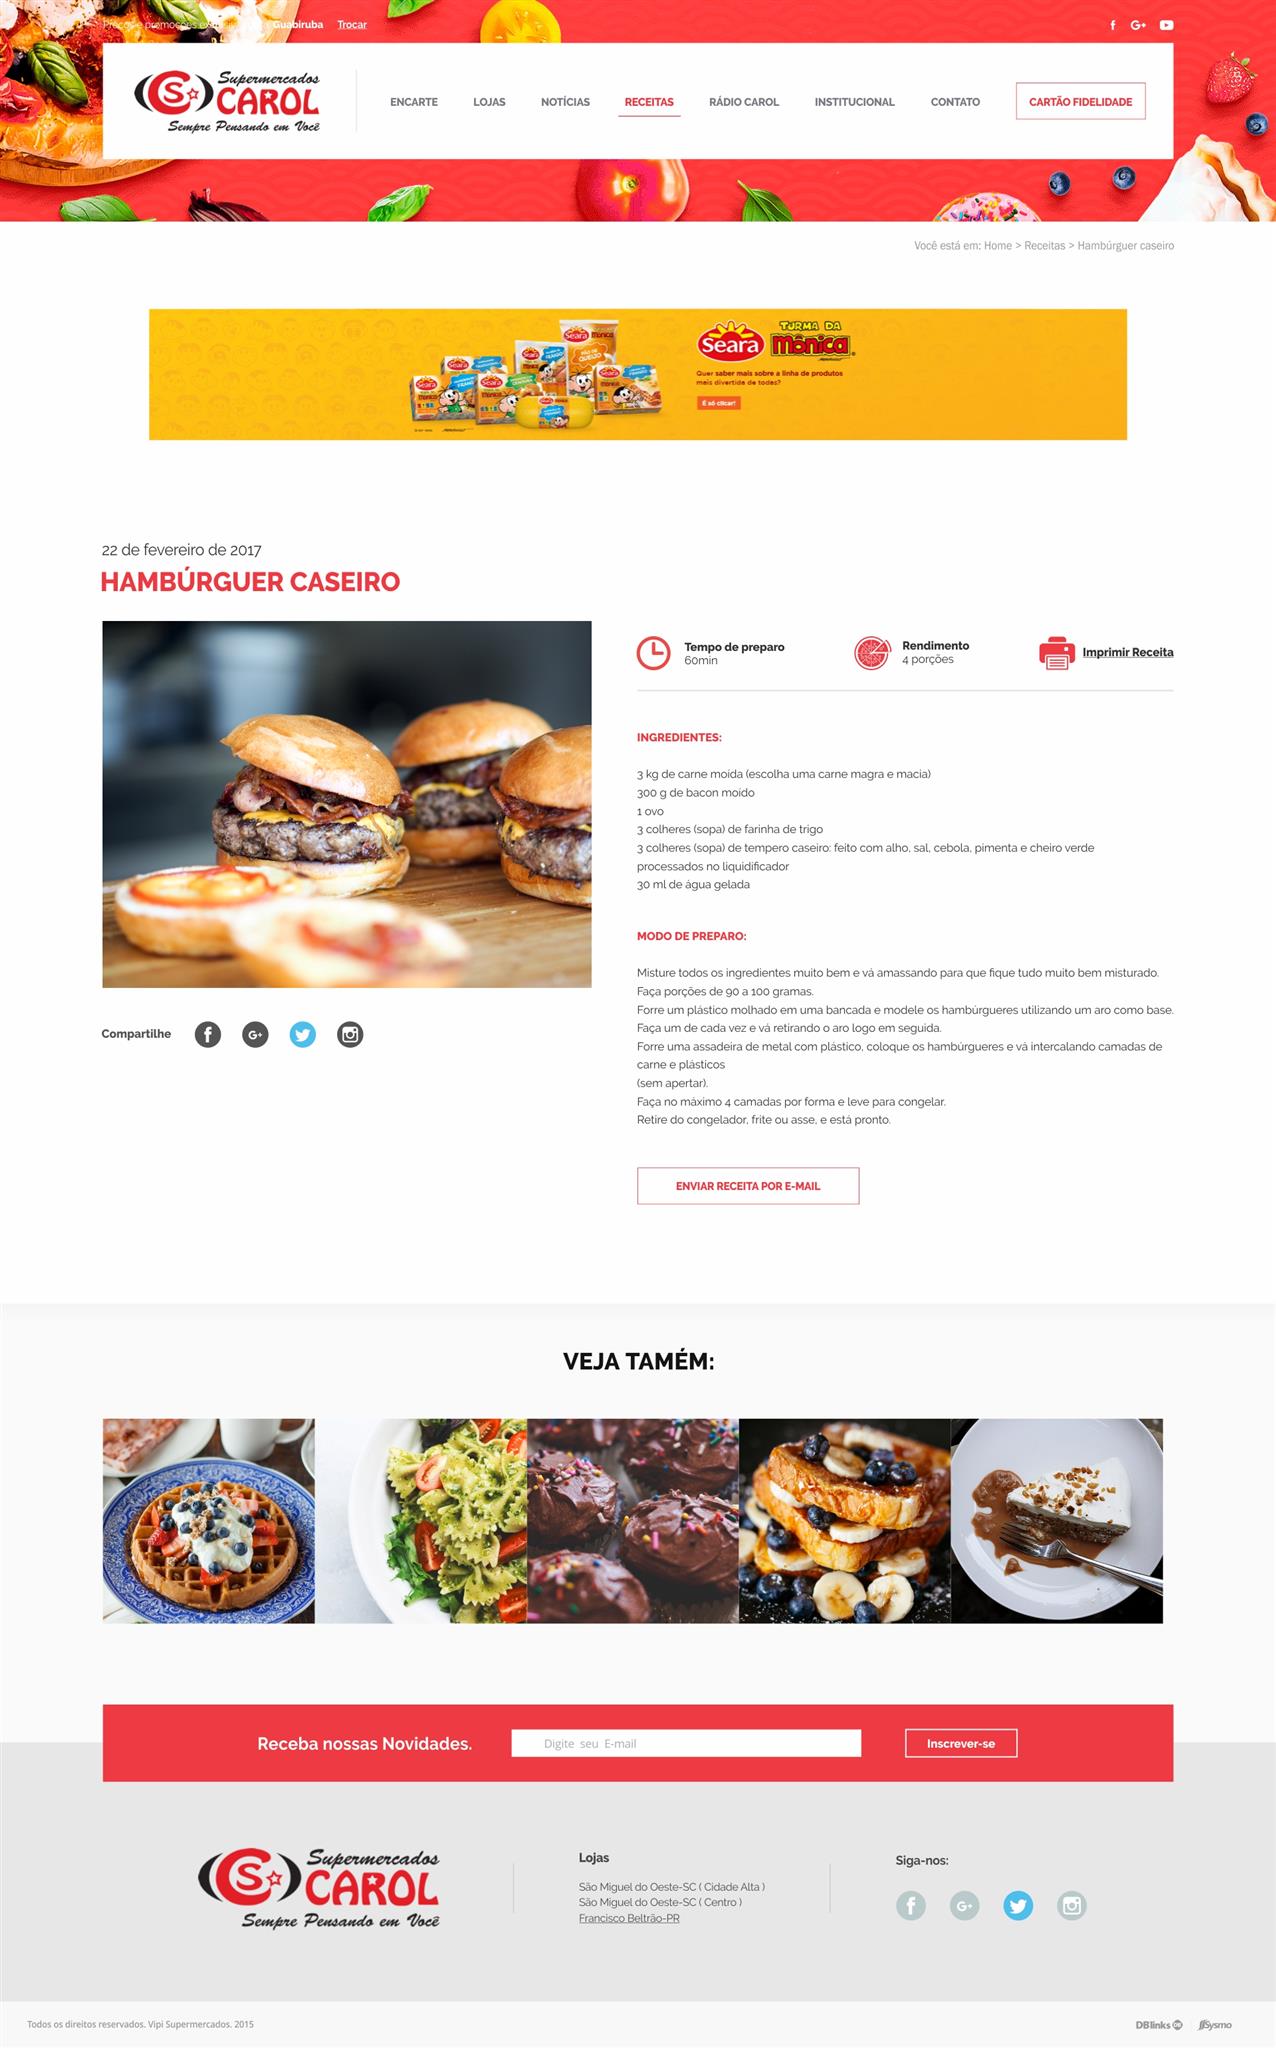 Preços e promoções Guabiruba Trocar
Supermercados
CAROL
Sempre Pensando em Você
ENCARTE LOJAS NOTÍCIAS RECEITAS RÁDIO CAROL INSTITUCIONAL CONTATO CARTÃO FIDELIDADE
Você está em: Home > Receitas > Hambúrguer caseiro
Seara TURMA DA Mônica
Quer saber mais sobre a linha de produtos
mais divertida de todas?
É só clicar!
22 de fevereiro de 2017
HAMBÚRGUER CASEIRO
Tempo de preparo
60min
Rendimento
4 porções
Imprimir Receita
INGREDIENTES:
3 kg de carne moída (escolha uma carne magra e macia)
300 g de bacon moído
1 ovo
3 colheres (sopa) de farinha de trigo
3 colheres (sopa) de tempero caseiro: feito com alho, sal, cebola, pimenta e cheiro verde
processados no liquidificador
30 ml de água gelada
MODO DE PREPARO:
Misture todos os ingredientes muito bem e vá amassando para que fique tudo muito bem misturado.
Faça porções de 90 a 100 gramas.
Forre um plástico molhado em uma bancada e modele os hambúrgueres utilizando um aro como base.
Faça um de cada vez e vá retirando o aro logo em seguida.
Forre uma assadeira de metal com plástico, coloque os hambúrgueres e vá intercalando camadas de
carne e plásticos
(sem apertar).
Faça no máximo 4 camadas por forma e leve para congelar.
Retire do congelador, frite ou asse, e está pronto.
Compartilhe
ENVIAR RECEITA POR E-MAIL
VEJA TAMÉM:
Receba nossas Novidades. Digite seu E-mail Inscrever-se
Supermercados
CAROL
Sempre Pensando em Você
Lojas
São Miguel do Oeste-SC ( Cidade Alta )
São Miguel do Oeste-SC ( Centro )
Francisco Beltrão-PR
Siga-nos:
Todos os direitos reservados. Vipi Supermercados. 2015
DBlinks Sysmo